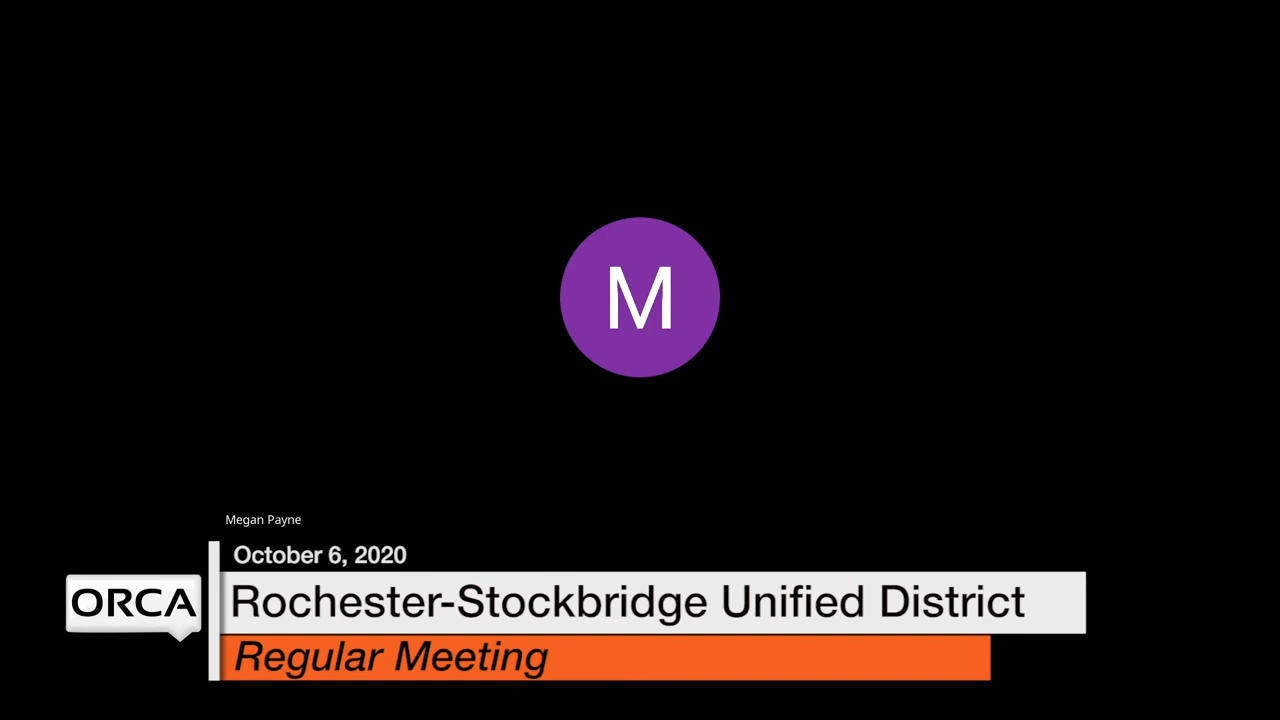 M
Megan Payne
October 6, 2020
ORCA
Rochester-Stockbridge Unified District
Regular Meeting